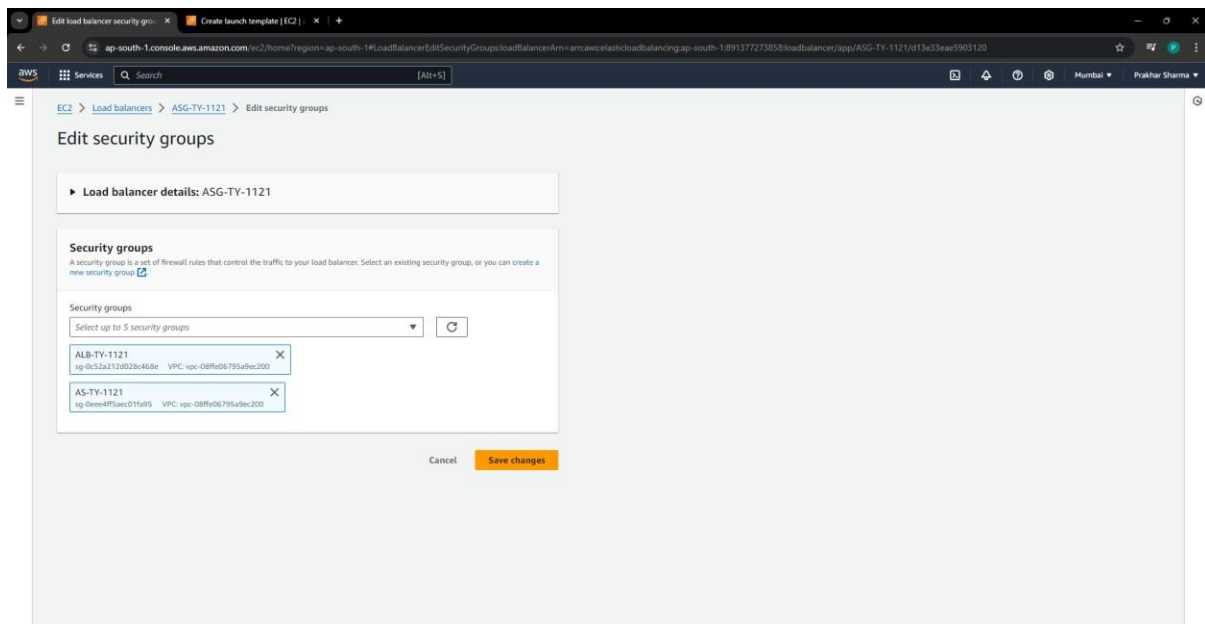 Edit load balancer security grou
Create launch template | EC2 |
ap-south-1.console.aws.amazon.com/ec2/home?region=ap-south-1#LoadBalancerEditSecurityGroups:loadBalancerArn=arn:aws:elasticloadbalancing:ap-south-1:891377273858:loadbalancer/app/ASG-TY-1121/d13e33eae5903120
P
aws
Services
Search
[Alt+S]
Mumbai
Prakhar Sharma
EC2 > Load balancers > ASG-TY-1121 > Edit security groups
Edit security groups
Load balancer details: ASG-TY-1121
Security groups
A security group is a set of firewall rules that control the traffic to your load balancer. Select an existing security group, or you can create a
new security group.
Security groups
Select up to 5 security groups
ALB-TY-1121
sg-0c52a212d028c468e VPC: vpc-08ffe06795a9ec200
AS-TY-1121
sg-0eee4ff5aec01fa95 VPC: vpc-08ffe06795a9ec200
Cancel
Save changes